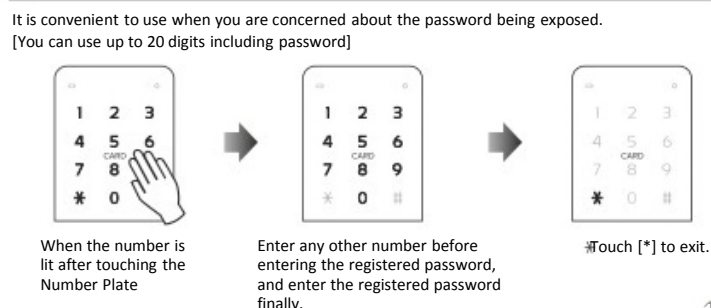 It is convenient to use when you are concerned about the password being exposed.
[You can use up to 20 digits including password]
1 2 3
4 5 6
CARD
7 8
* 0
1 2 3
4 5 6
CARD
7 8 9
* 0 #
1 2 3
4 5 6
CARD
7 8 9
* 0 #
When the number is
lit after touching the
Number Plate
Enter any other number before
entering the registered password,
and enter the registered password
finally.
※Touch [*] to exit.